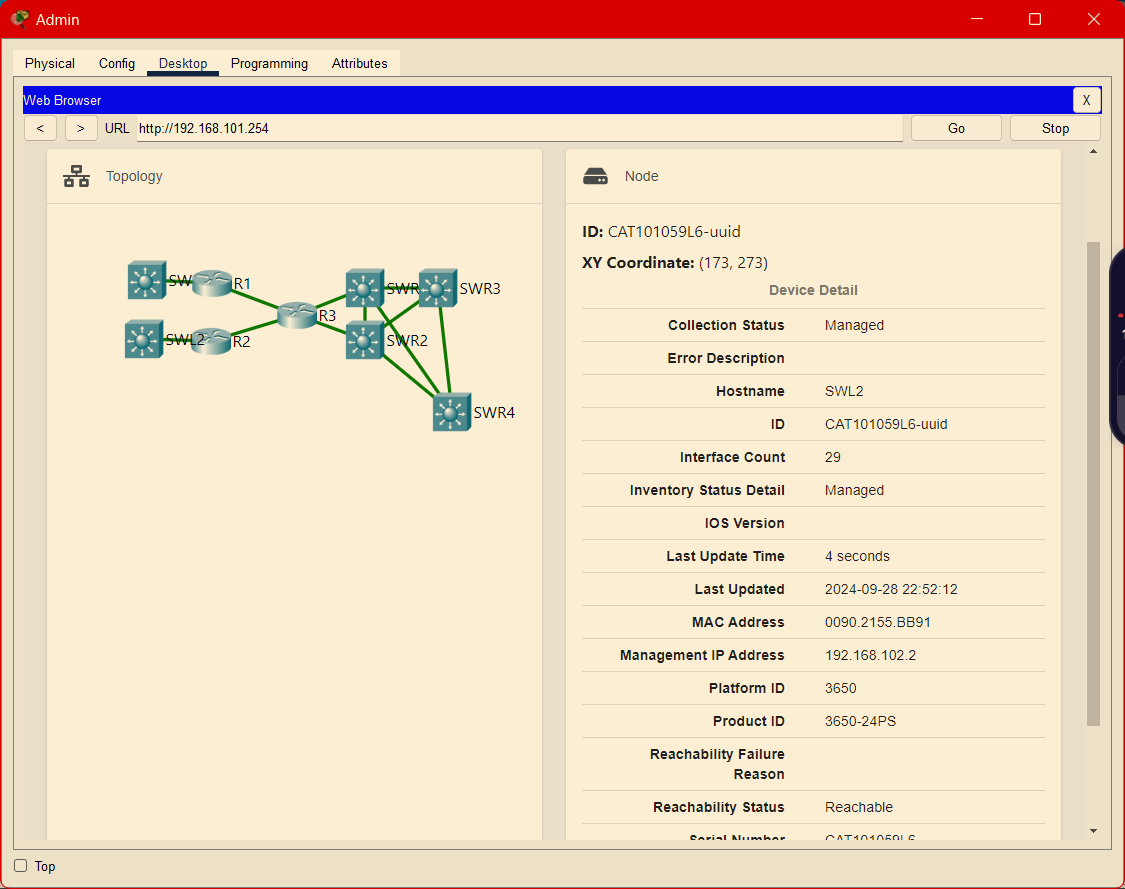 Admin
Physical Config Desktop Programming Attributes
Web Browser X
< > URL http://192.168.101.254 Go Stop
Topology
SW R1
SWL2 R2
R3
SWR SWR3
SWR2
SWR4
Node
ID: CAT101059L6-uuid
XY Coordinate: (173, 273)
Device Detail
Collection Status Managed
Error Description
Hostname SWL2
ID CAT101059L6-uuid
Interface Count 29
Inventory Status Detail Managed
IOS Version
Last Update Time 4 seconds
Last Updated 2024-09-28 22:52:12
MAC Address 0090.2155.BB91
Management IP Address 192.168.102.2
Platform ID 3650
Product ID 3650-24PS
Reachability Failure
Reason
Reachability Status Reachable
Serial Number CAT101059L6
Top